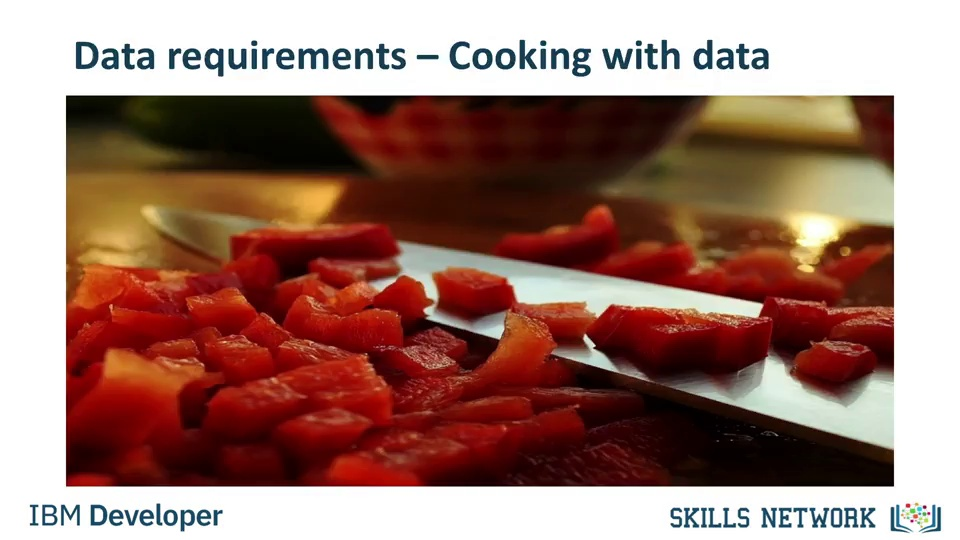 Data requirements – Cooking with data
IBM Developer
SKILLS NETWORK